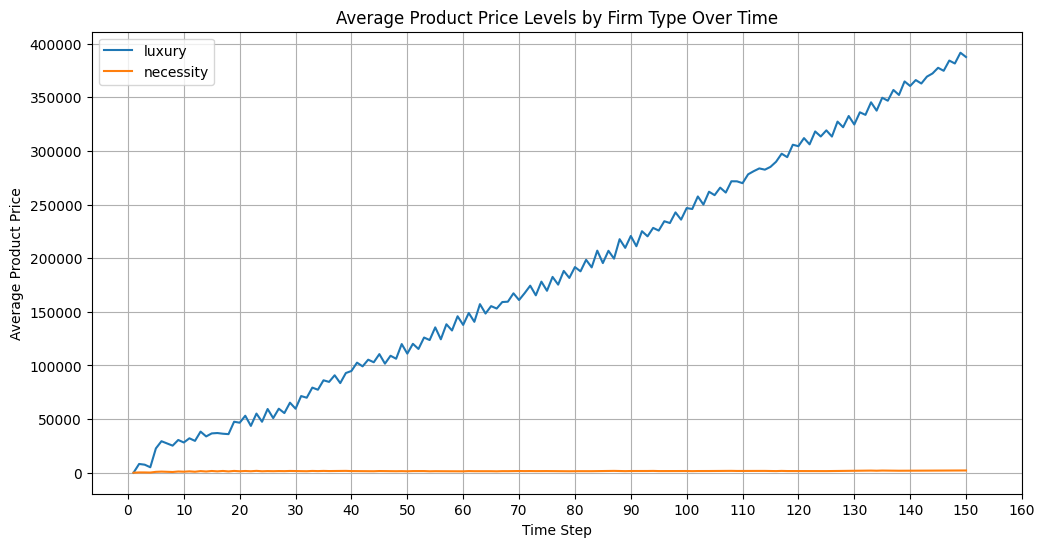 Average Product Price Levels by Firm Type Over Time
luxury
necessity
Average Product Price
400000
350000
300000
250000
200000
150000
100000
50000
0
0 10 20 30 40 50 60 70 80 90 100 110 120 130 140 150 160
Time Step